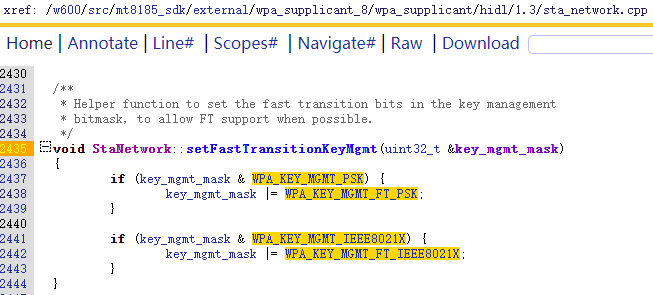 xref: /w600/src/mt8185_sdk/external/wpa_supplicant_8/wpa_supplicant/hidl/1.3/sta_network.cpp
Home | Annotate | Line# | Scopes# | Navigate# | Raw | Download
2430
2431 /**
2432 * Helper function to set the fast transition bits in the key management
2433 * bitmask, to allow FT support when possible.
2434 */
2435 void StaNetwork::setFastTransitionKeyMgmt(uint32_t &key_mgmt_mask)
2436 {
2437 if (key_mgmt_mask & WPA_KEY_MGMT_PSK) {
2438 key_mgmt_mask |= WPA_KEY_MGMT_FT_PSK;
2439 }
2440
2441 if (key_mgmt_mask & WPA_KEY_MGMT_IEEE8021X) {
2442 key_mgmt_mask |= WPA_KEY_MGMT_FT_IEEE8021X;
2443 }
2444 }